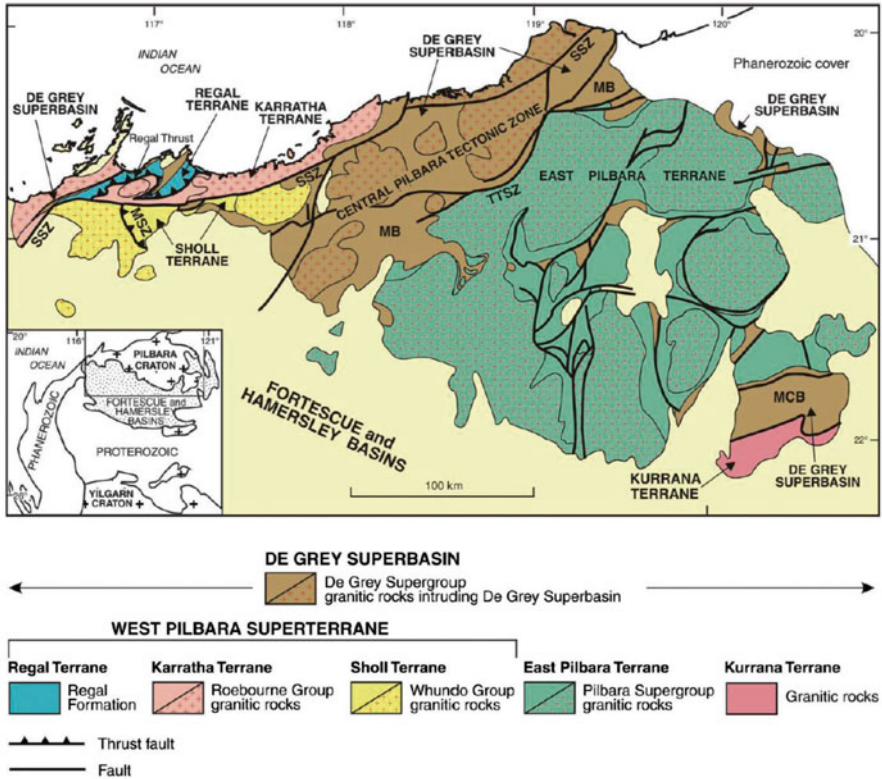 117°
118°
119°
20°
INDIAN
OCEAN
DE GREY
SUPERBASIN
SSZ
Phanerozoic cover
DE GREY
SUPERBASIN
REGAL
TERRANE
KARRATHA
TERRANE
Regal Thrust
MB
DE GREY
SUPERBASIN
SSZ
CENTRAL PILBARA TECTONIC ZONE
EAST PILBARA TERRANE
TTSZ
SSZ
MSZ
SHOLL
TERRANE
MB
21°
20°
116°
121°
INDIAN
OCEAN
PILBARA
CRATON
FORTESCUE and
HAMERSLEY
BASINS
PHANEROZOIC
PROTEROZOIC
YILGARN
CRATON
FORTESCUE and
HAMERSLEY BASINS
MCB
22°
100 km
KURRANA
TERRANE
DE GREY
SUPERBASIN
120°
DE GREY SUPERBASIN
De Grey Supergroup
granitic rocks intruding De Grey Superbasin
WEST PILBARA SUPERTERRANE
Regal Terrane
Karratha Terrane
Sholl Terrane
East Pilbara Terrane
Kurrana Terrane
Regal
Formation
Roebourne Group
granitic rocks
Whundo Group
granitic rocks
Pilbara Supergroup
granitic rocks
Granitic rocks
Thrust fault
Fault